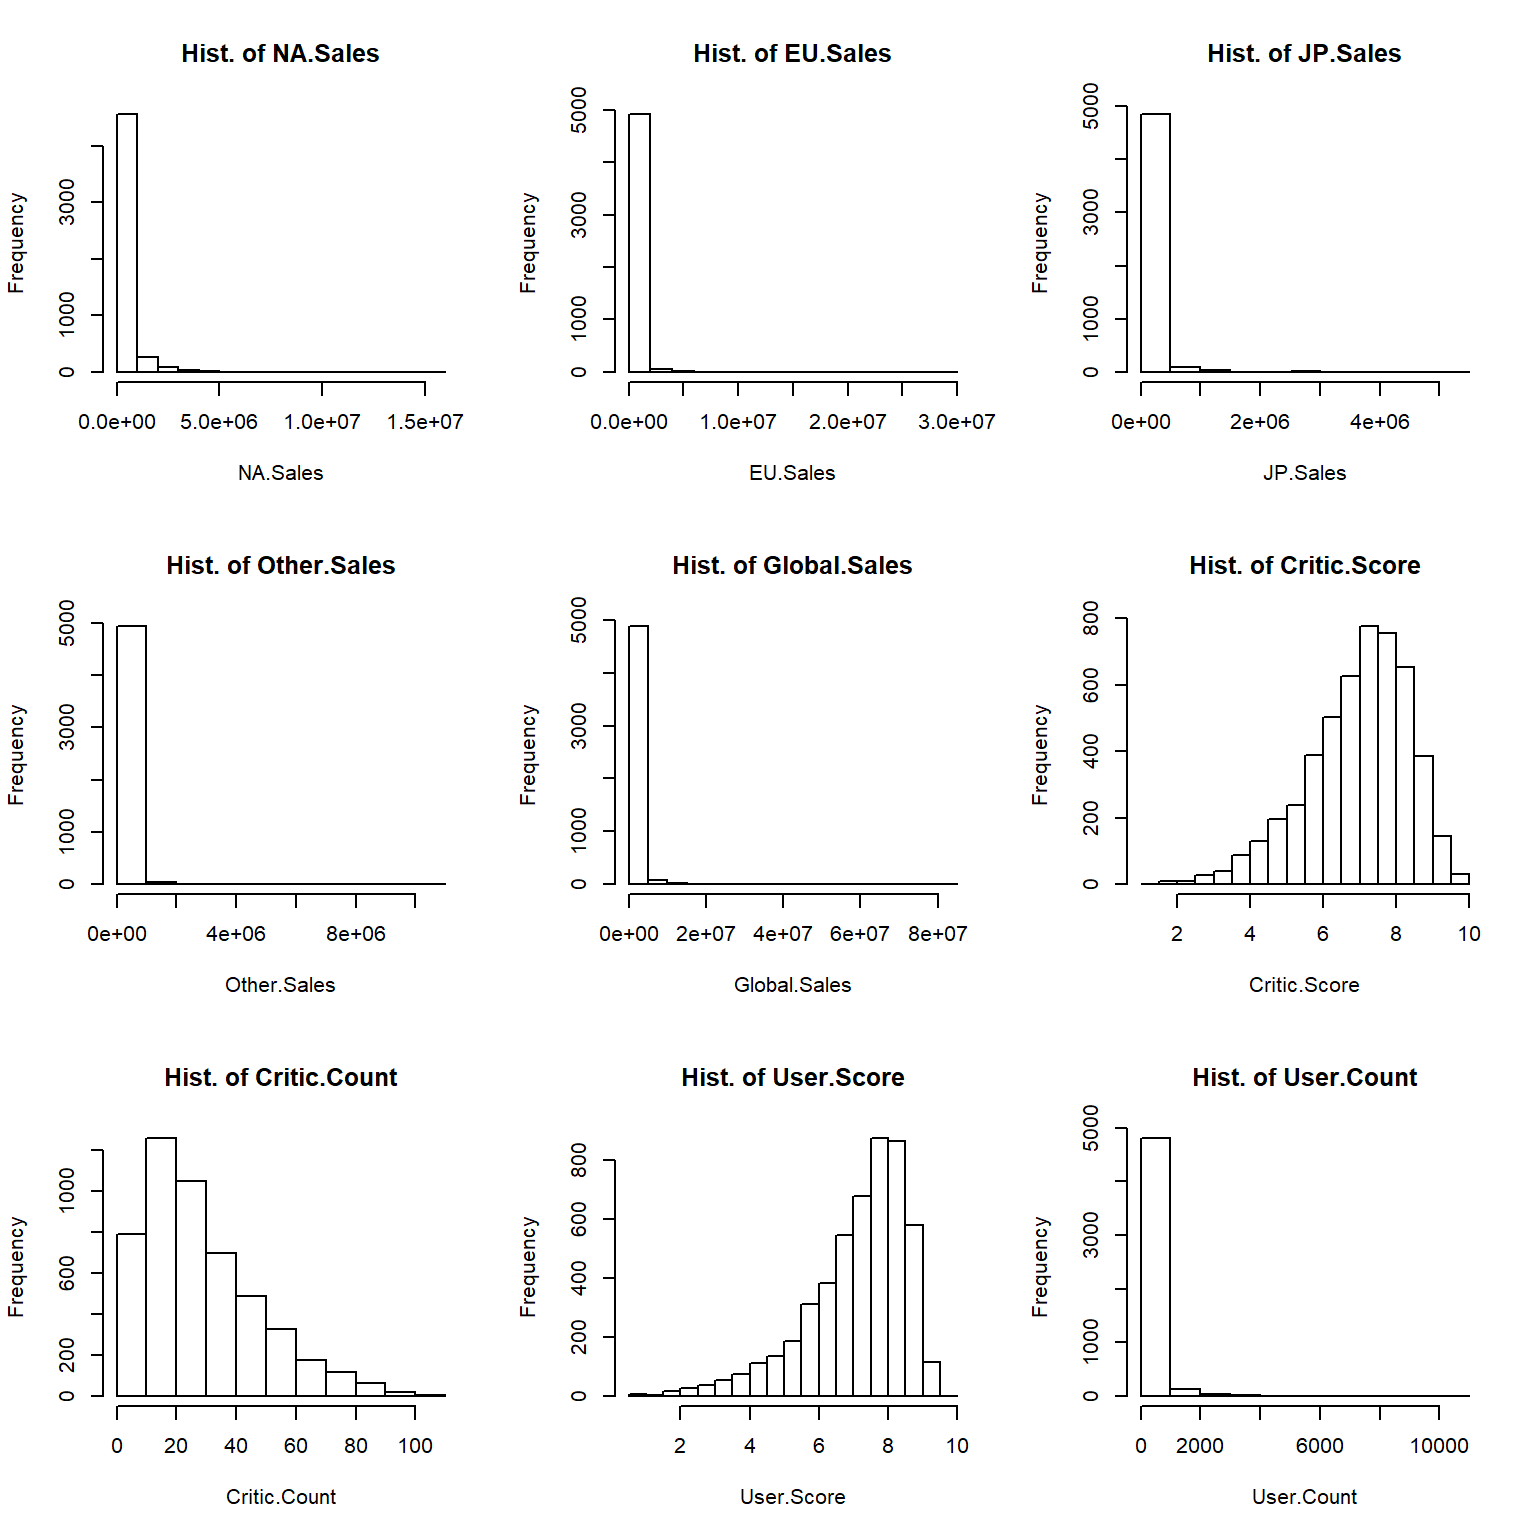 Hist. of NA.Sales
Frequency
0 1000 3000
0.0e+00 5.0e+06 1.0e+07 1.5e+07
NA.Sales
Hist. of EU.Sales
Frequency
0 1000 3000 5000
0.0e+00 1.0e+07 2.0e+07 3.0e+07
EU.Sales
Hist. of JP.Sales
Frequency
0 1000 3000 5000
0e+00 2e+06 4e+06
JP.Sales
Hist. of Other.Sales
Frequency
0 1000 3000 5000
0e+00 4e+06 8e+06
Other.Sales
Hist. of Global.Sales
Frequency
0 1000 3000 5000
0e+00 2e+07 4e+07 6e+07 8e+07
Global.Sales
Hist. of Critic.Score
Frequency
0 200 400 600 800
2 4 6 8 10
Critic.Score
Hist. of Critic.Count
Frequency
0 200 600 1000
0 20 40 60 80 100
Critic.Count
Hist. of User.Score
Frequency
0 200 400 600 800
2 4 6 8 10
User.Score
Hist. of User.Count
Frequency
0 1000 3000 5000
0 2000 6000 10000
User.Count